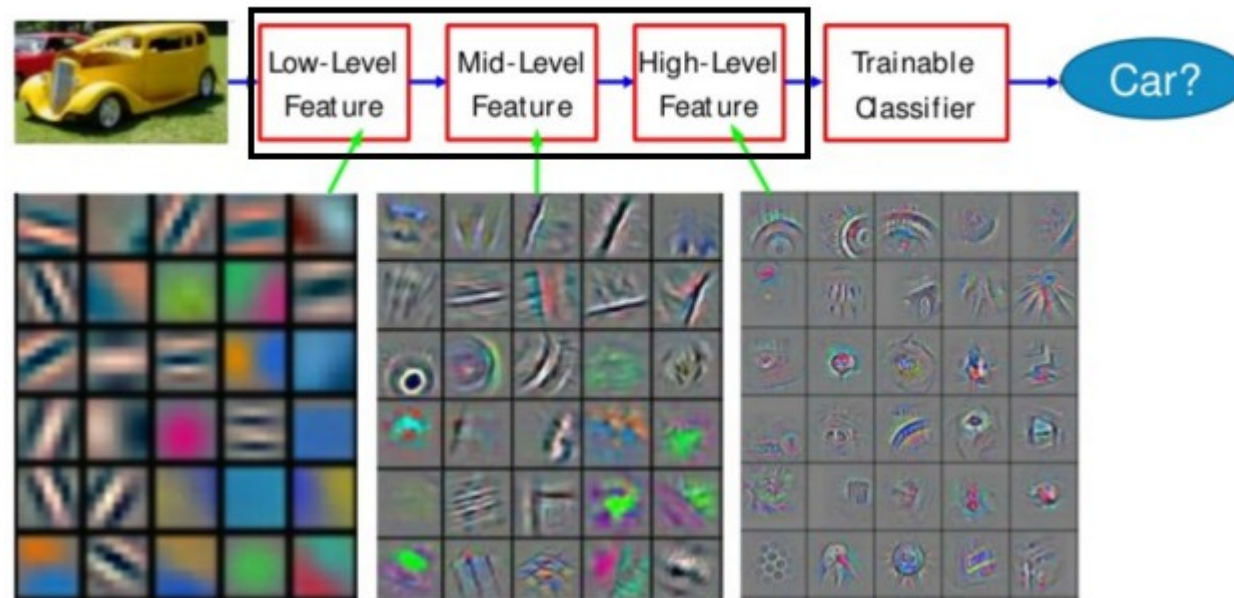 Low-Level
Feature
Mid-Level
Feature
High-Level
Feature
Trainable
Classifier
Car?